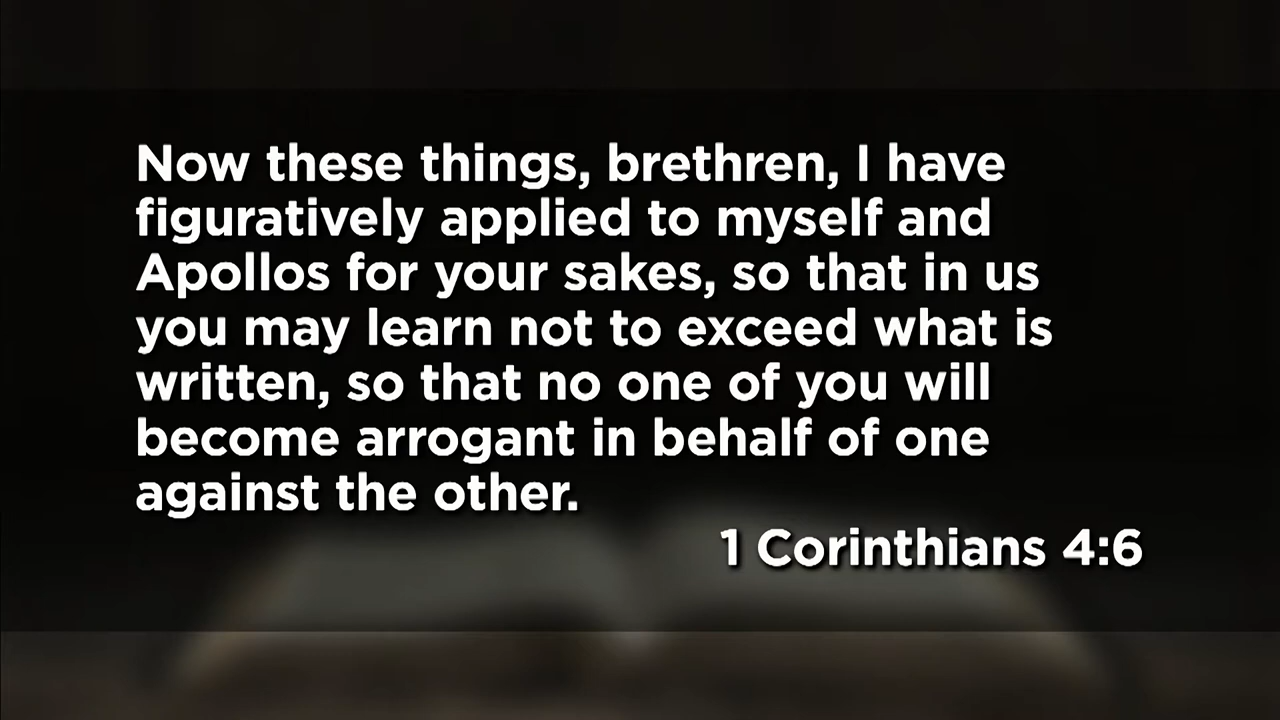 Now these things, brethren, I have
figuratively applied to myself and
Apollos for your sakes, so that in us
you may learn not to exceed what is
written, so that no one of you will
become arrogant in behalf of one
against the other.
1 Corinthians 4:6